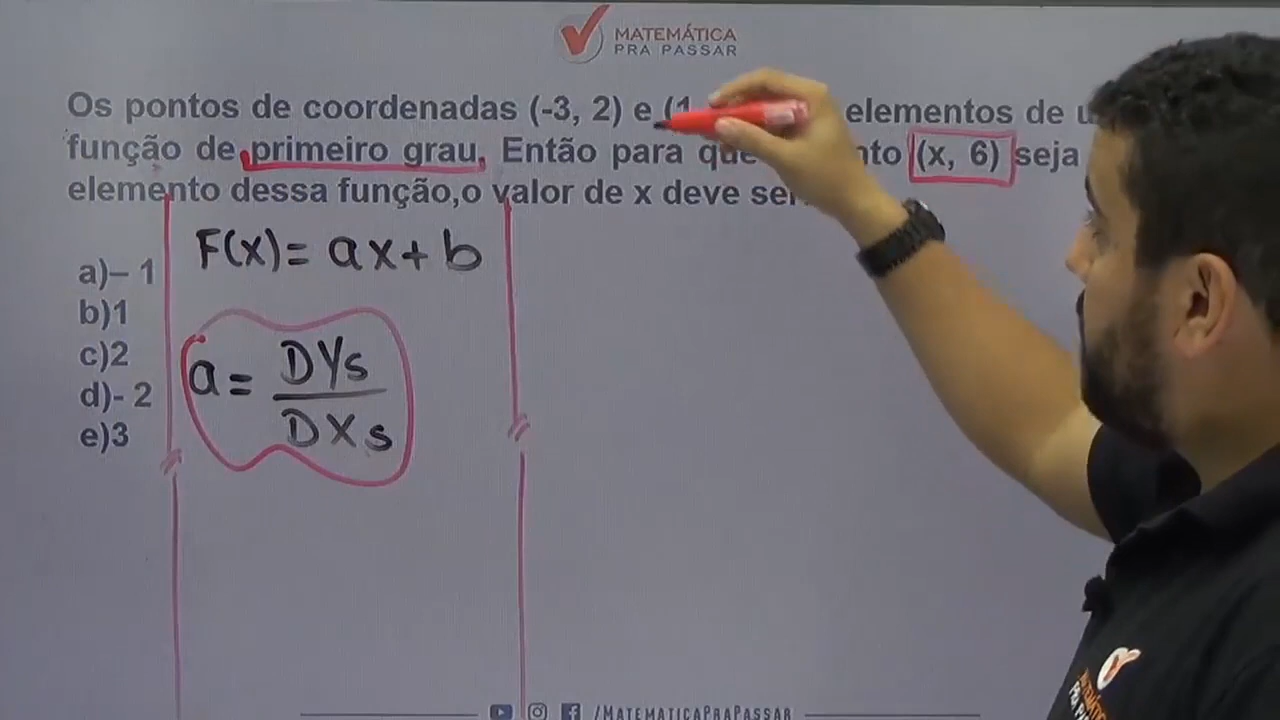 MATEMÁTICA
PRA PASSAR
Os pontos de coordenadas (-3, 2) e (1 elementos de
função de primeiro grau. Então para que (x, 6) seja
elemento dessa função,o valor de x deve ser
F(x)= ax+b
a)– 1
b)1
c)2
d)- 2
e)3
a = DYs
DXs
/MATEMATICAPRAPASSAR